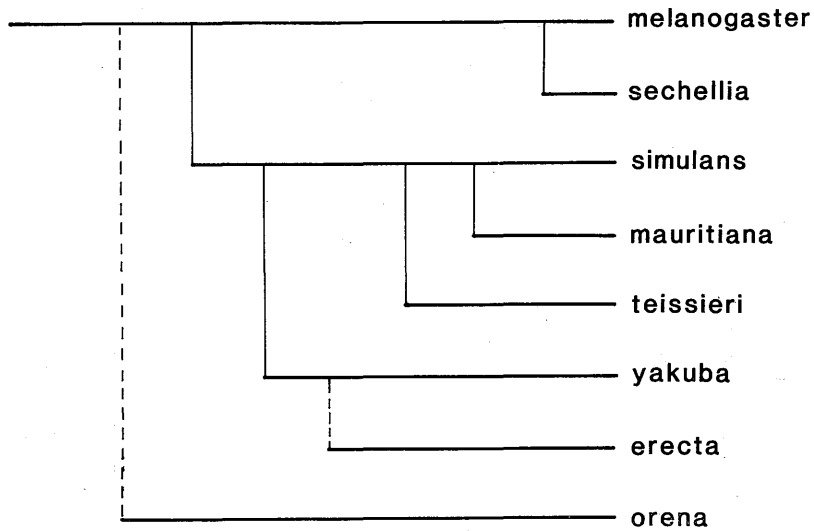 melanogaster
sechellia
simulans
mauritiana
teissieri
yakuba
erecta
orena